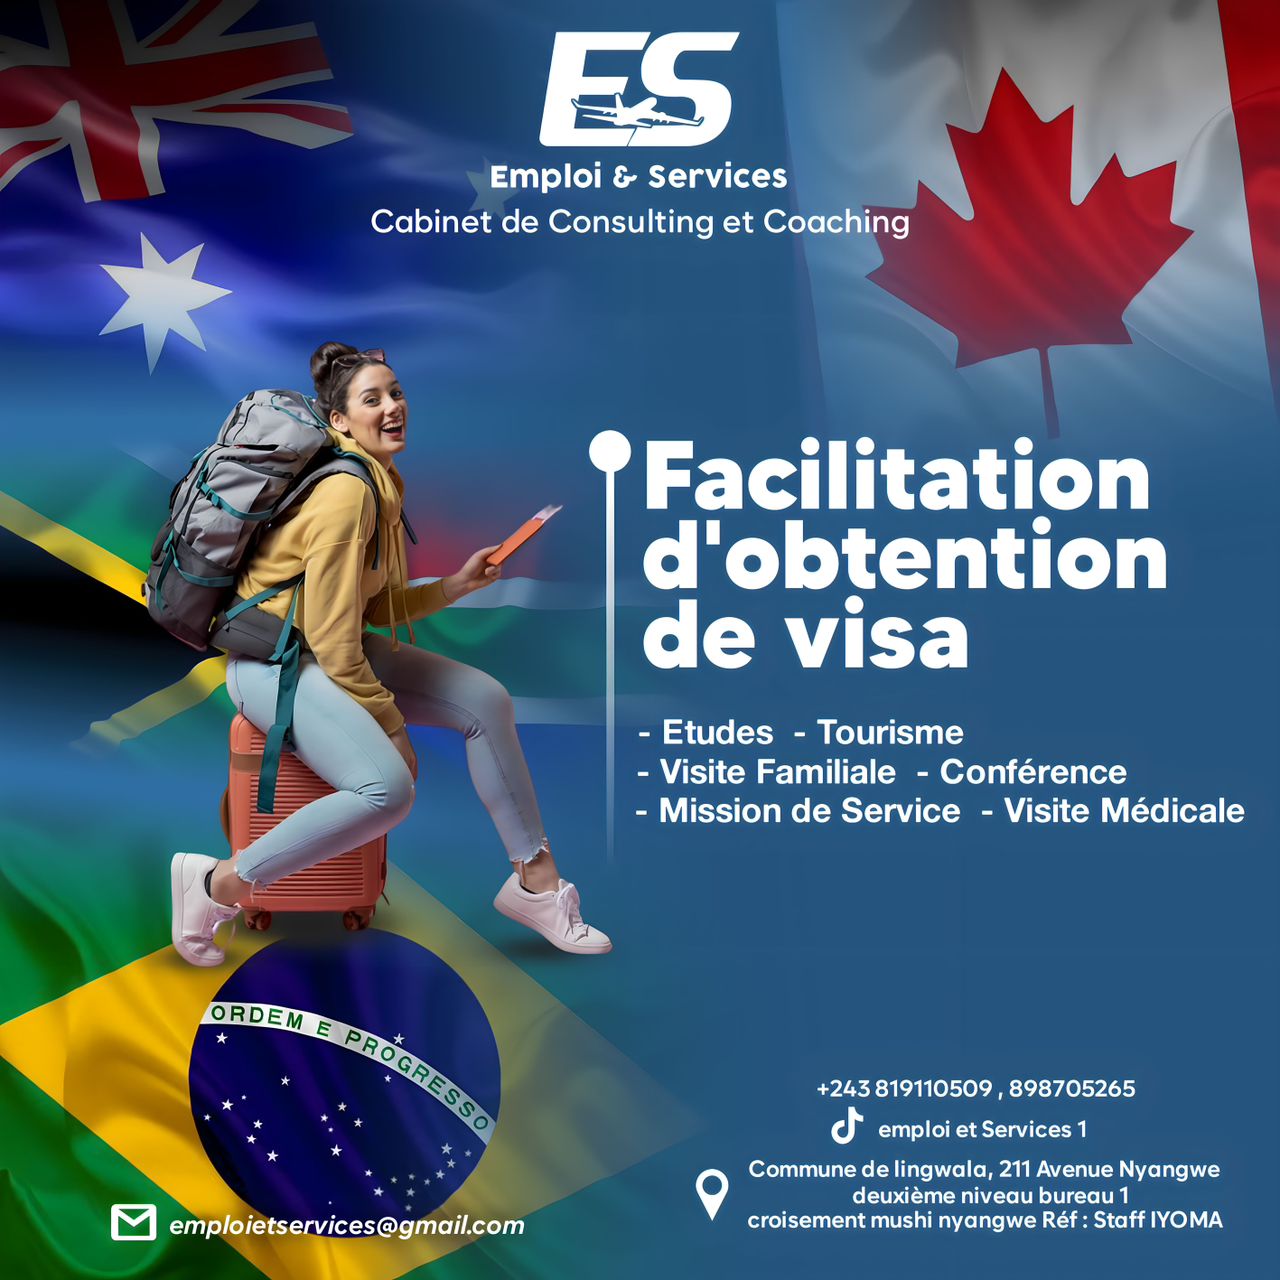 ES
Emploi & Services
Cabinet de Consulting et Coaching
Facilitation
d'obtention
de visa
- Etudes - Tourisme
- Visite Familiale - Conférence
- Mission de Service - Visite Médicale
ORDEM E PROGRESSO
+243 819110509 , 898705265
emploi et Services 1
Commune de lingwala, 211 Avenue Nyangwe
deuxième niveau bureau 1
croisement mushi nyangwe Réf : Staff IYOMA
emploietservices@gmail.com